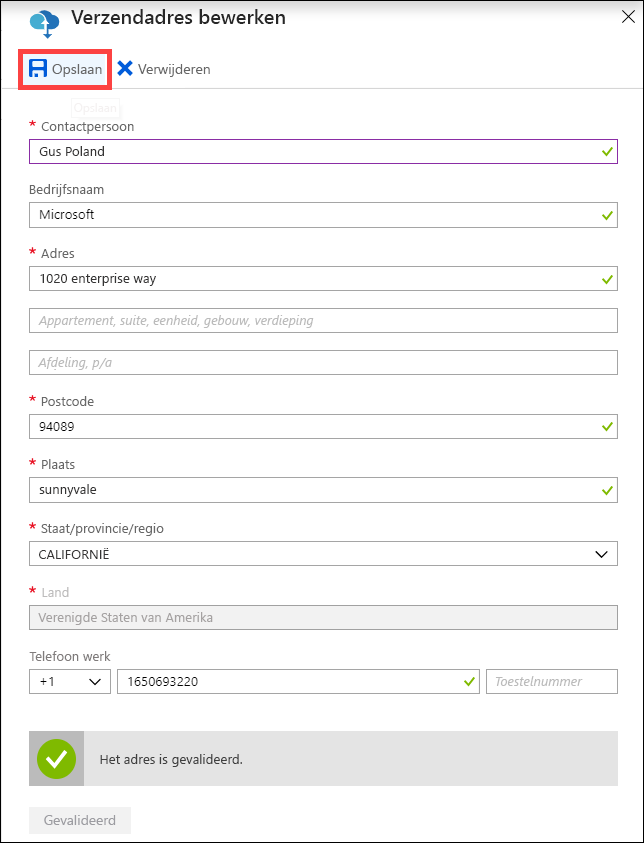 Verzendadres bewerken
Opslaan Verwijderen
Opslaan
* Contactpersoon
Gus Poland
Bedrijfsnaam
Microsoft
* Adres
1020 enterprise way
Appartement, suite, eenheid, gebouw, verdieping
Afdeling, p/a
* Postcode
94089
* Plaats
sunnyvale
* Staat/provincie/regio
CALIFORNIË
* Land
Verenigde Staten van Amerika
Telefoon werk
+1 1650693220 Toestelnummer
Het adres is gevalideerd.
Gevalideerd